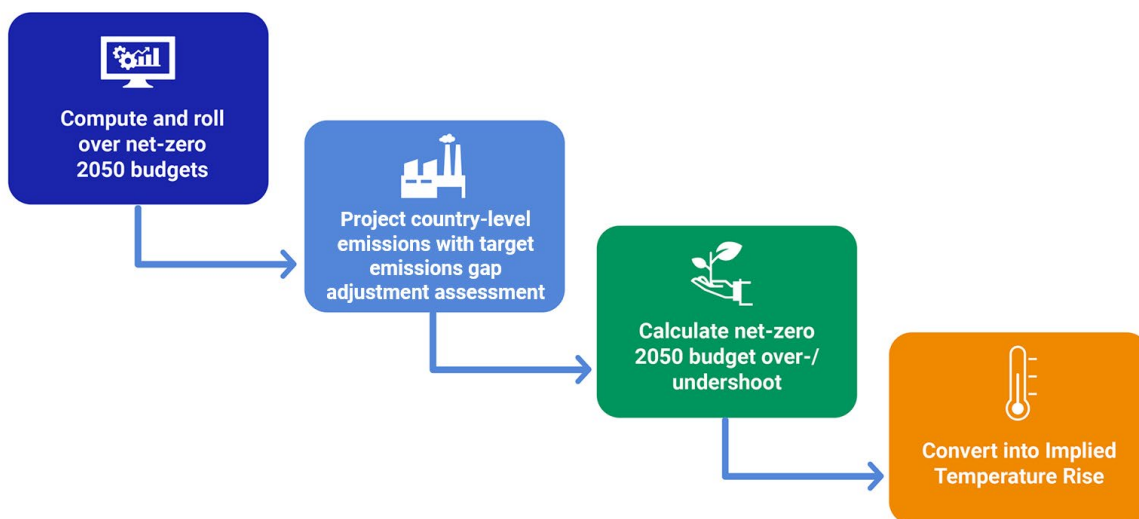 Compute and roll
over net-zero
2050 budgets
Project country-level
emissions with target
emissions gap
adjustment assessment
Calculate net-zero
2050 budget over-/
undershoot
Convert into Implied
Temperature Rise